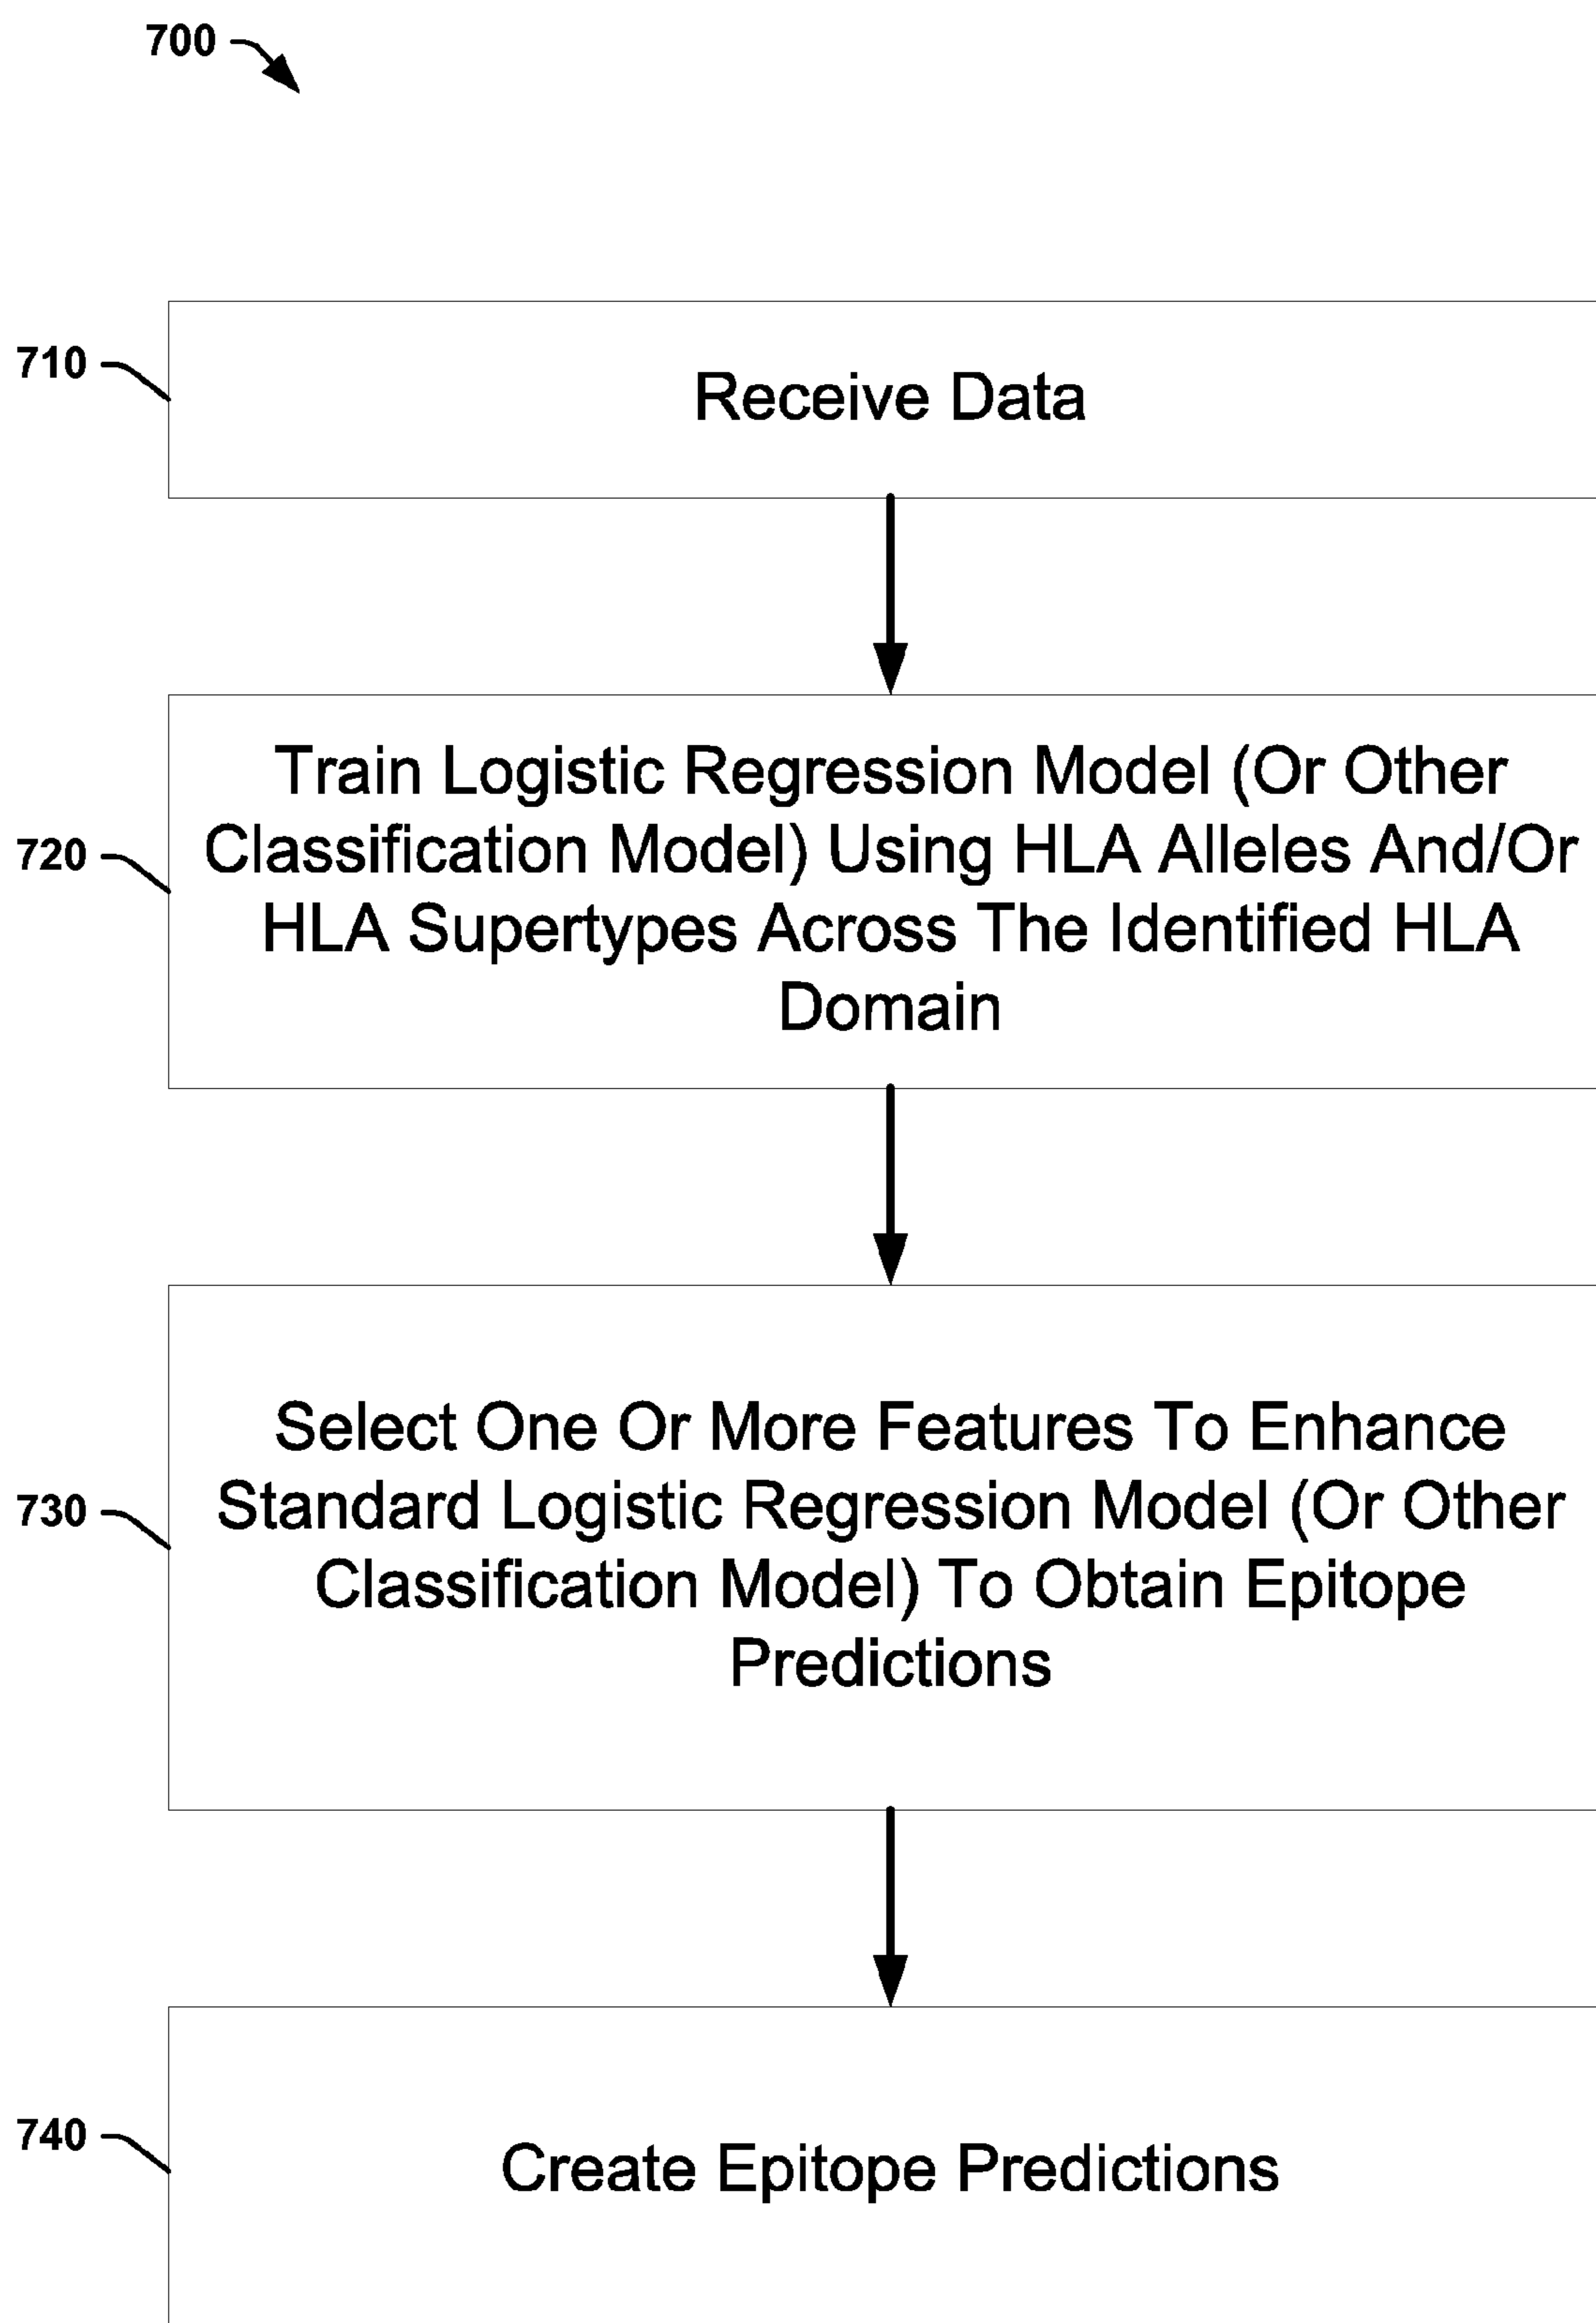 700
710
Receive Data
720
Train Logistic Regression Model (Or Other
Classification Model) Using HLA Alleles And/Or
HLA Supertypes Across The Identified HLA
Domain
730
Select One Or More Features To Enhance
Standard Logistic Regression Model (Or Other
Classification Model) To Obtain Epitope
Predictions
740
Create Epitope Predictions